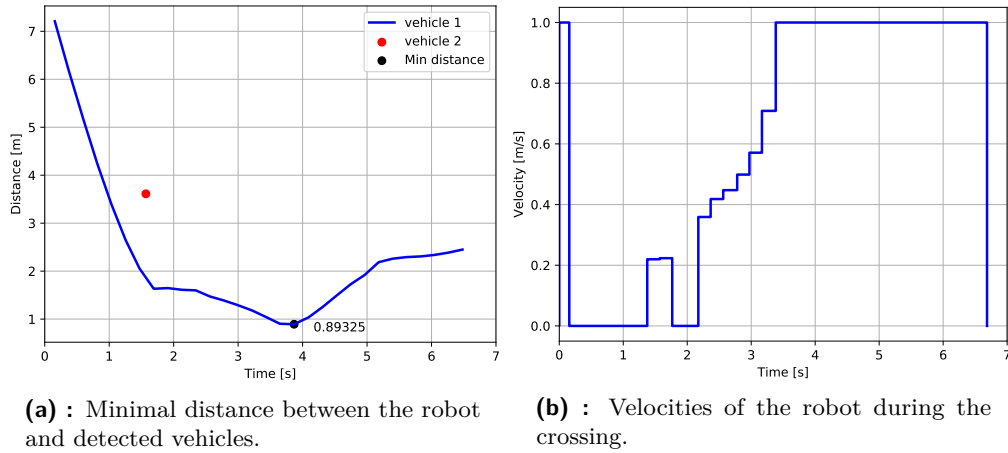 7
6
5
4
3
2
1
Distance [m]
vehicle 1
vehicle 2
Min distance
0.89325
0 1 2 3 4 5 6 7
Time [s]
1.0
0.8
0.6
0.4
0.2
0.0
Velocity [m/s]
0 1 2 3 4 5 6 7
Time [s]
(a) : Minimal distance between the robot
and detected vehicles.
(b) : Velocities of the robot during the
crossing.